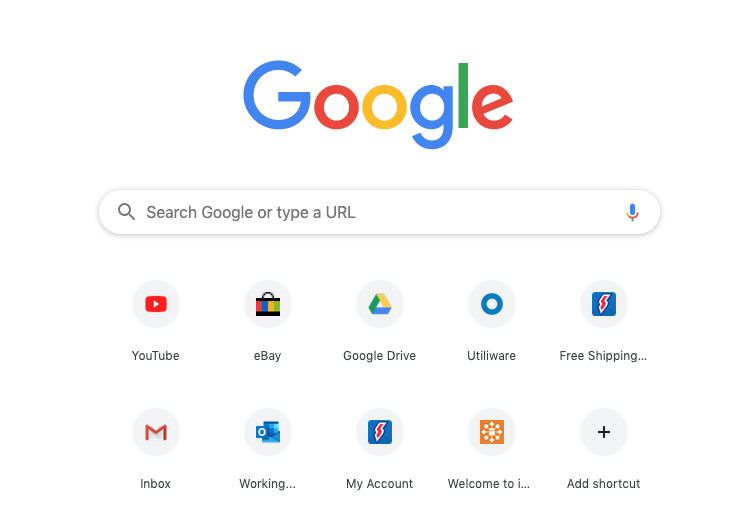 Google
Search Google or type a URL
YouTube
eBay
Google Drive
Utiliware
Free Shipping...
Inbox
Working...
My Account
Welcome to i...
Add shortcut